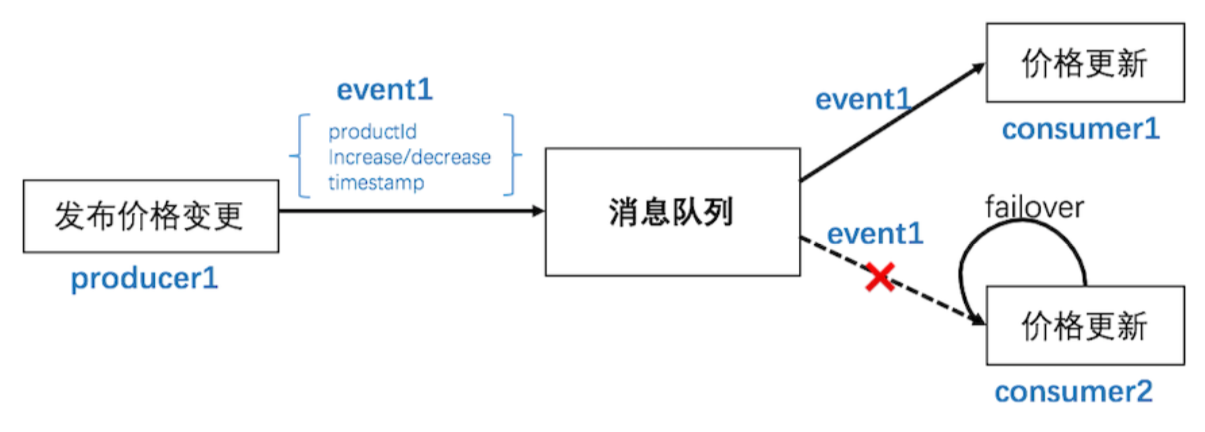 event1
productId
Increase/decrease
timestamp
发布价格变更
producer1
消息队列
event1
价格更新
consumer1
event1
failover
价格更新
consumer2